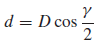 d = D cos γ/2